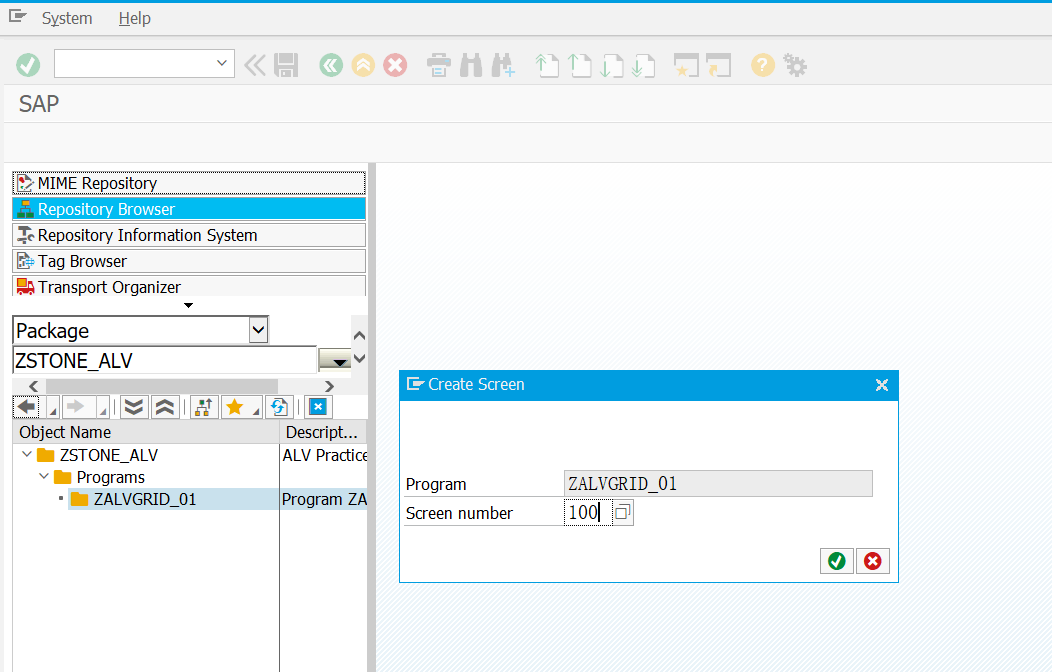 System Help
SAP
MIME Repository
Repository Browser
Repository Information System
Tag Browser
Transport Organizer
Package
ZSTONE_ALV
Object Name Descript...
ZSTONE_ALV ALV Practice
Programs
ZALVGRID_01 Program ZA
Create Screen
Program ZALVGRID_01
Screen number 100